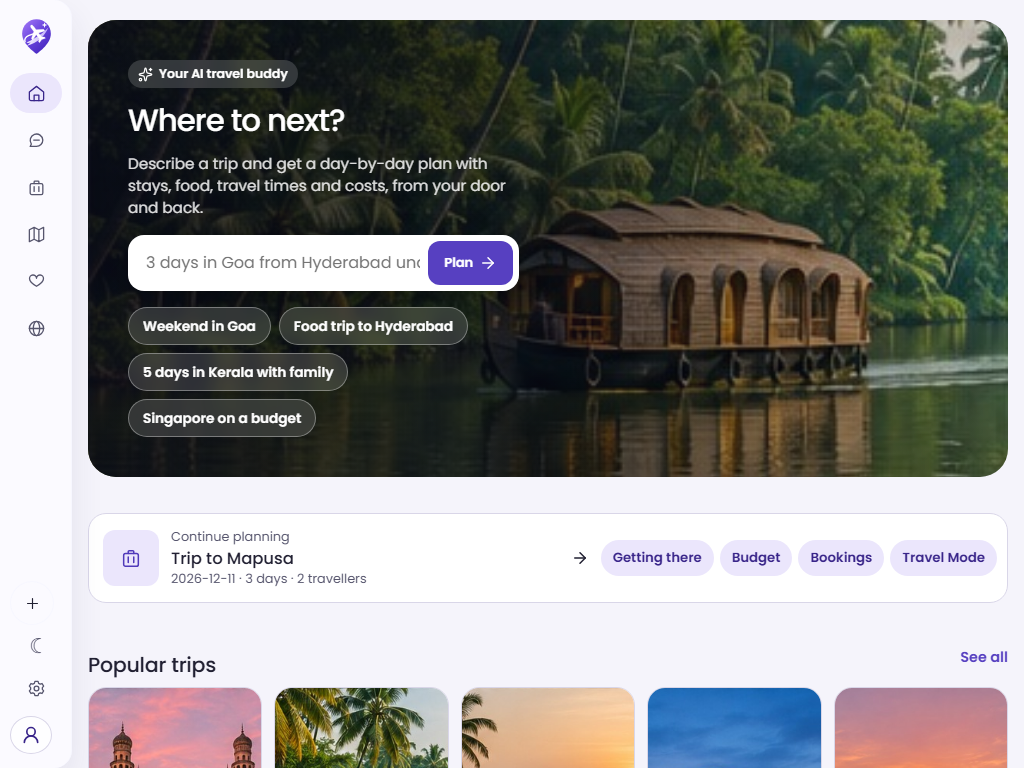 Your AI travel buddy
Where to next?
Describe a trip and get a day-by-day plan with
stays, food, travel times and costs, from your door
and back.
3 days in Goa from Hyderabad
Plan
Weekend in Goa
Food trip to Hyderabad
5 days in Kerala with family
Singapore on a budget
Continue planning
Trip to Mapusa
2026-12-11 · 3 days · 2 travellers
Getting there
Budget
Bookings
Travel Mode
Popular trips
See all